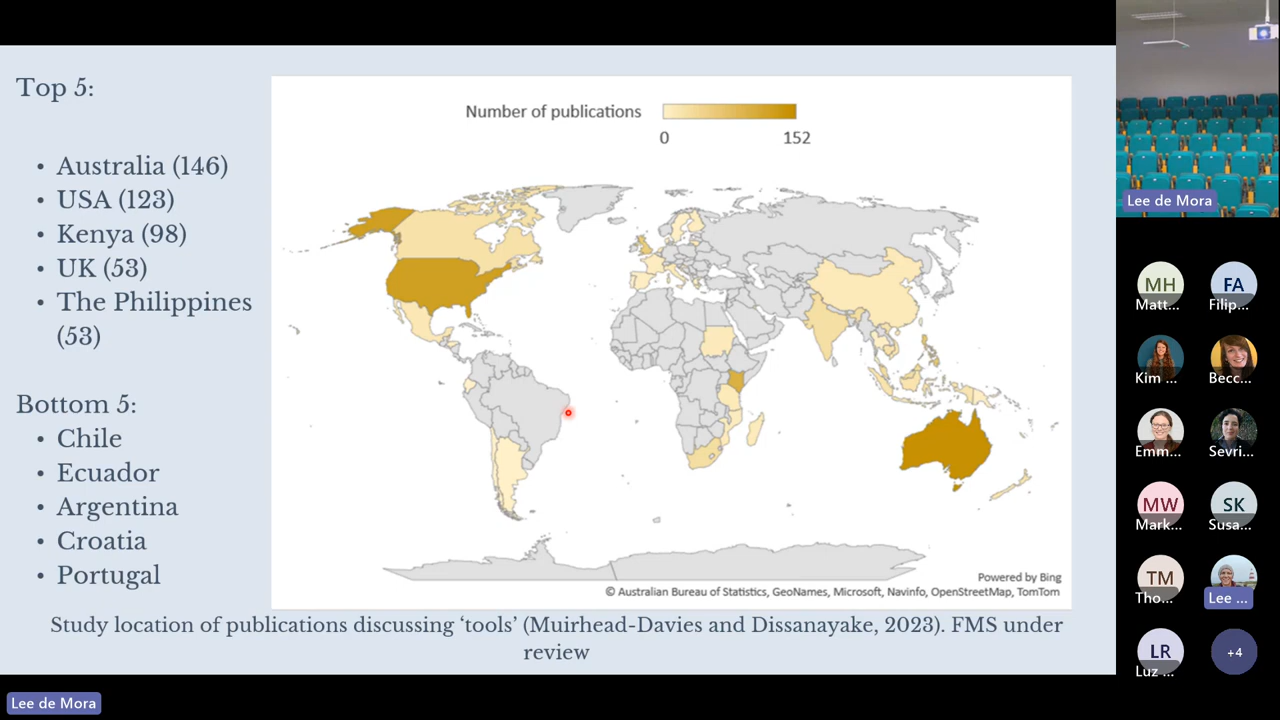 Top 5:
• Australia (146)
• USA (123)
• Kenya (98)
• UK (53)
• The Philippines
(53)
Bottom 5:
• Chile
• Ecuador
• Argentina
• Croatia
• Portugal
Number of publications
0 152
Powered by Bing
© Australian Bureau of Statistics, GeoNames, Microsoft, Navinfo, OpenStreetMap, TomTom
Study location of publications discussing ‘tools’ (Muirhead-Davies and Dissanayake, 2023). FMS under
review
Lee de Mora
Lee de Mora
MH FA
Matt... Filip...
Kim ... Becc...
Emm... Sevri...
MW SK
Mark... Susa...
TM
Tho... Lee ...
LR +4
Luz ...